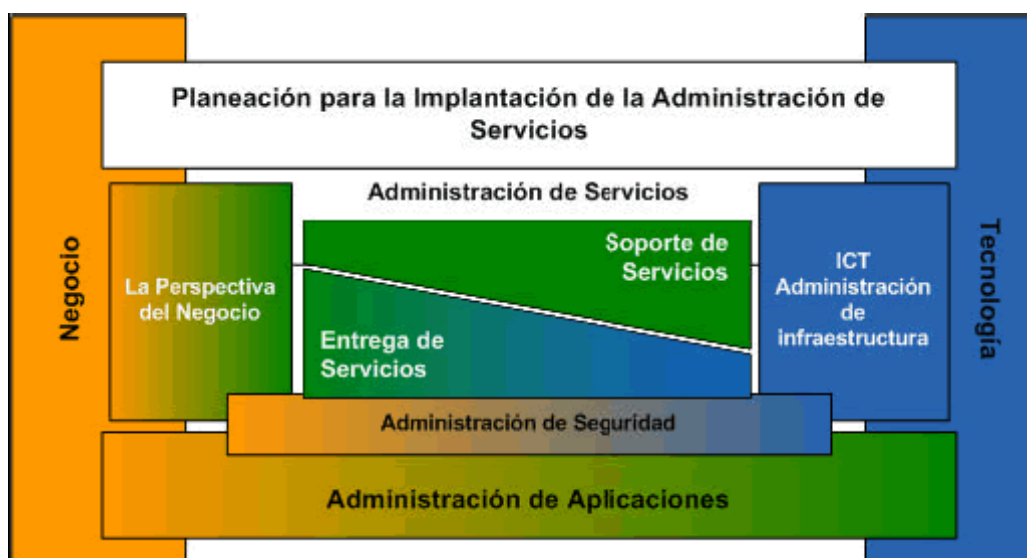 Planeación para la Implantación de la Administración de
Servicios
Administración de Servicios
Negocio
La Perspectiva
del Negocio
Soporte de
Servicios
Entrega de
Servicios
ICT
Administración
de
infraestructura
Tecnología
Administración de Seguridad
Administración de Aplicaciones